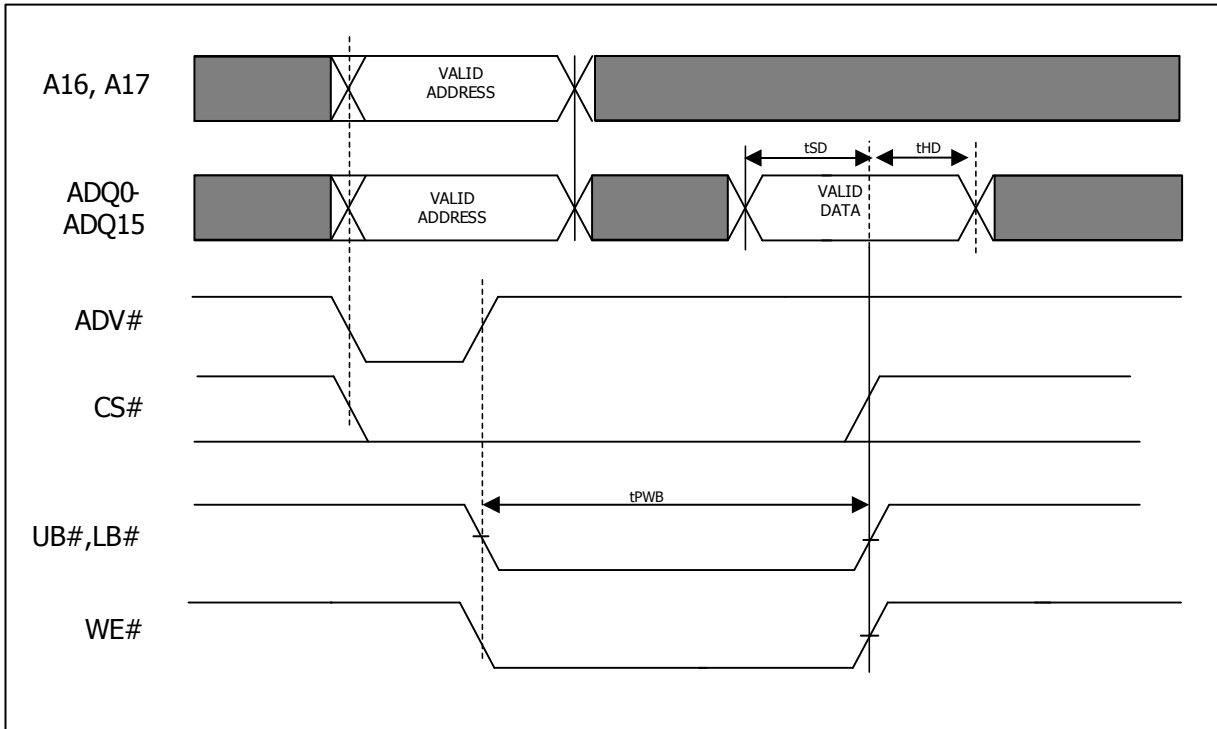 A16, A17
VALID
ADDRESS
tSD
tHD
ADQ0-
ADQ15
VALID
ADDRESS
VALID
DATA
ADV#
CS#
tPWB
UB#,LB#
WE#